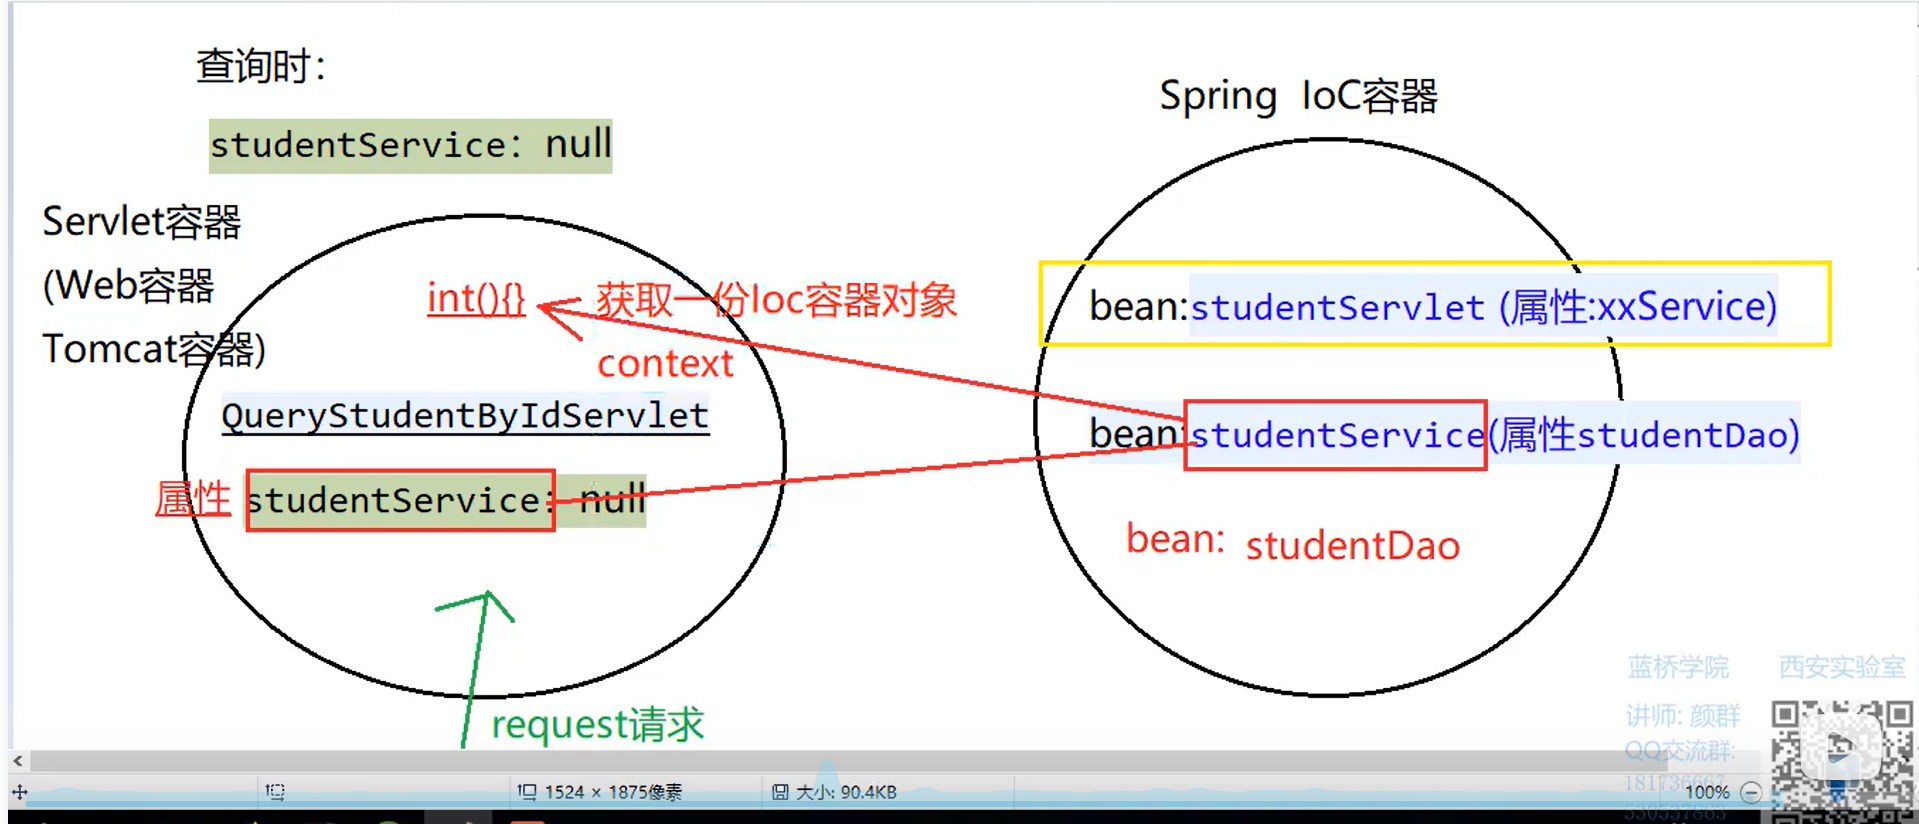 查询时：
studentService：null
Servlet容器
(Web容器
Tomcat容器)
int(){}
获取一份Ioc容器对象
context
QueryStudentByIdServlet
属性 studentService：null
request请求
Spring IoC容器
bean:studentServlet (属性:xxService)
bean:studentService(属性studentDao)
bean: studentDao
蓝桥学院 西安实验室
讲师: 颜群
QQ交流群:
181736667
530537863
1524 × 1875像素
大小: 90.4KB
100%